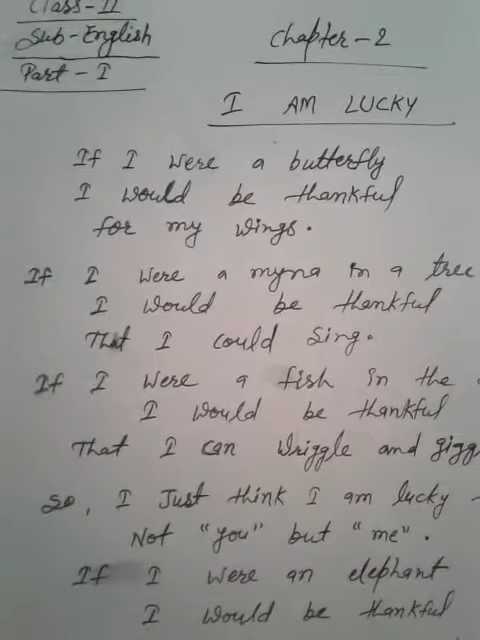 Class-II
Sub-English
Part - I
Chapter-2
I AM LUCKY
If I were a butterfly
I would be thankful
for my wings.
If I were a myna in a tree
I would be thankful
That I could sing.
If I were a fish in the
I would be thankful
That I can wriggle and gigg
So, I Just think I am lucky
Not "you" but "me".
If I were an elephant
I would be thankful